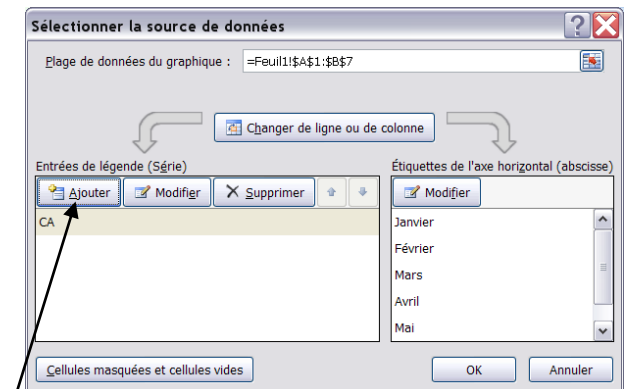 Sélectionner la source de données
Plage de données du graphique : =Feuil1!$A$1:$B$7
Changer de ligne ou de colonne
Entrées de légende (Série)
Étiquettes de l'axe horizontal (abscisse)
Ajouter Modifier Supprimer
Modifier
CA
Janvier
Février
Mars
Avril
Mai
Cellules masquées et cellules vides
OK Annuler